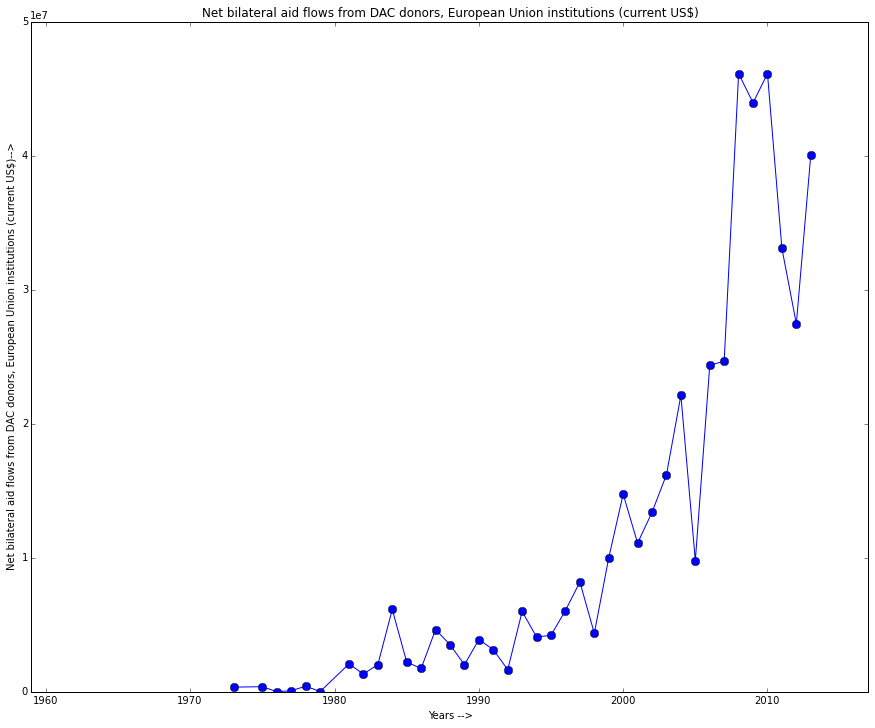 Net bilateral aid flows from DAC donors, European Union institutions (current US$)
1e7
5
4
3
2
1
0
Net bilateral aid flows from DAC donors, European Union institutions (current US$)-->
1960 1970 1980 1990 2000 2010
Years -->